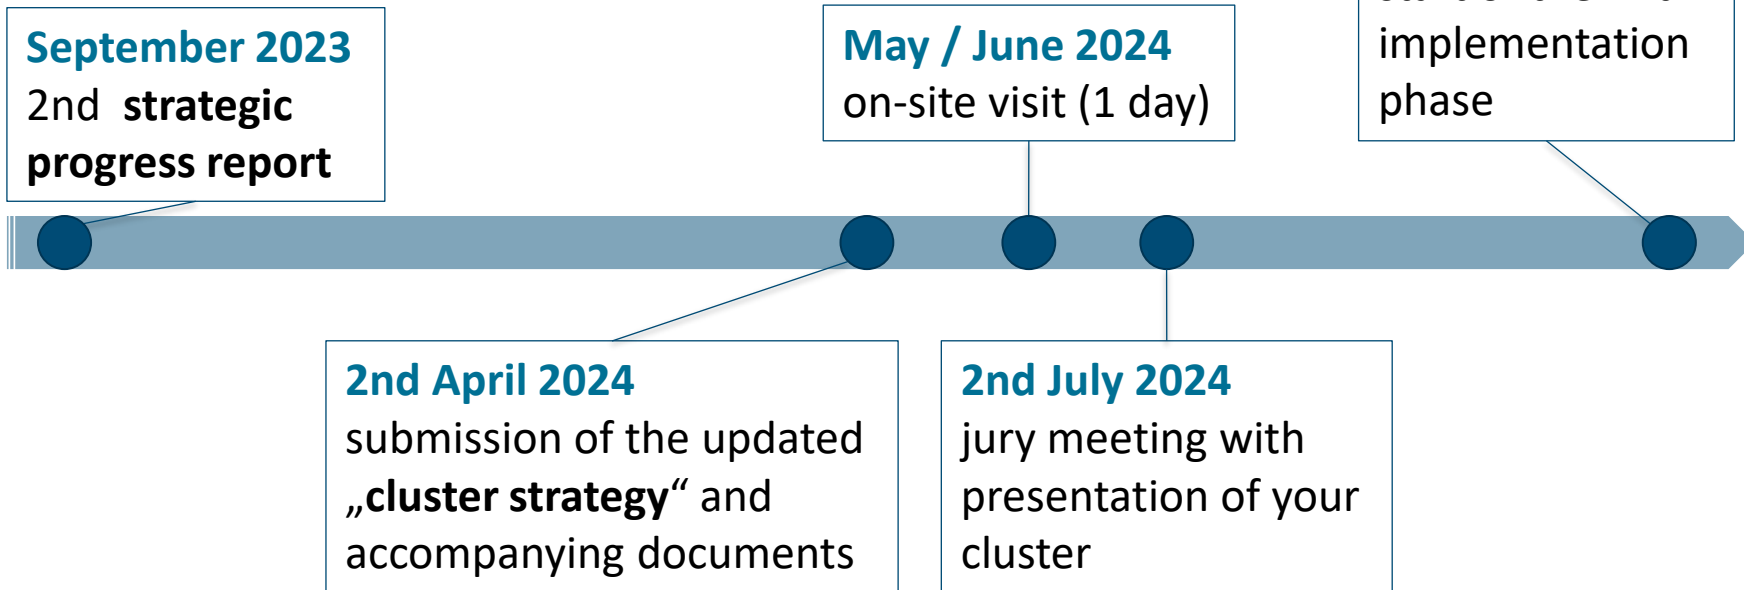 September 2023
2nd strategic
progress report
May / June 2024
on-site visit (1 day)
implementation
phase
2nd April 2024
submission of the updated
„cluster strategy“ and
accompanying documents
2nd July 2024
jury meeting with
presentation of your
cluster